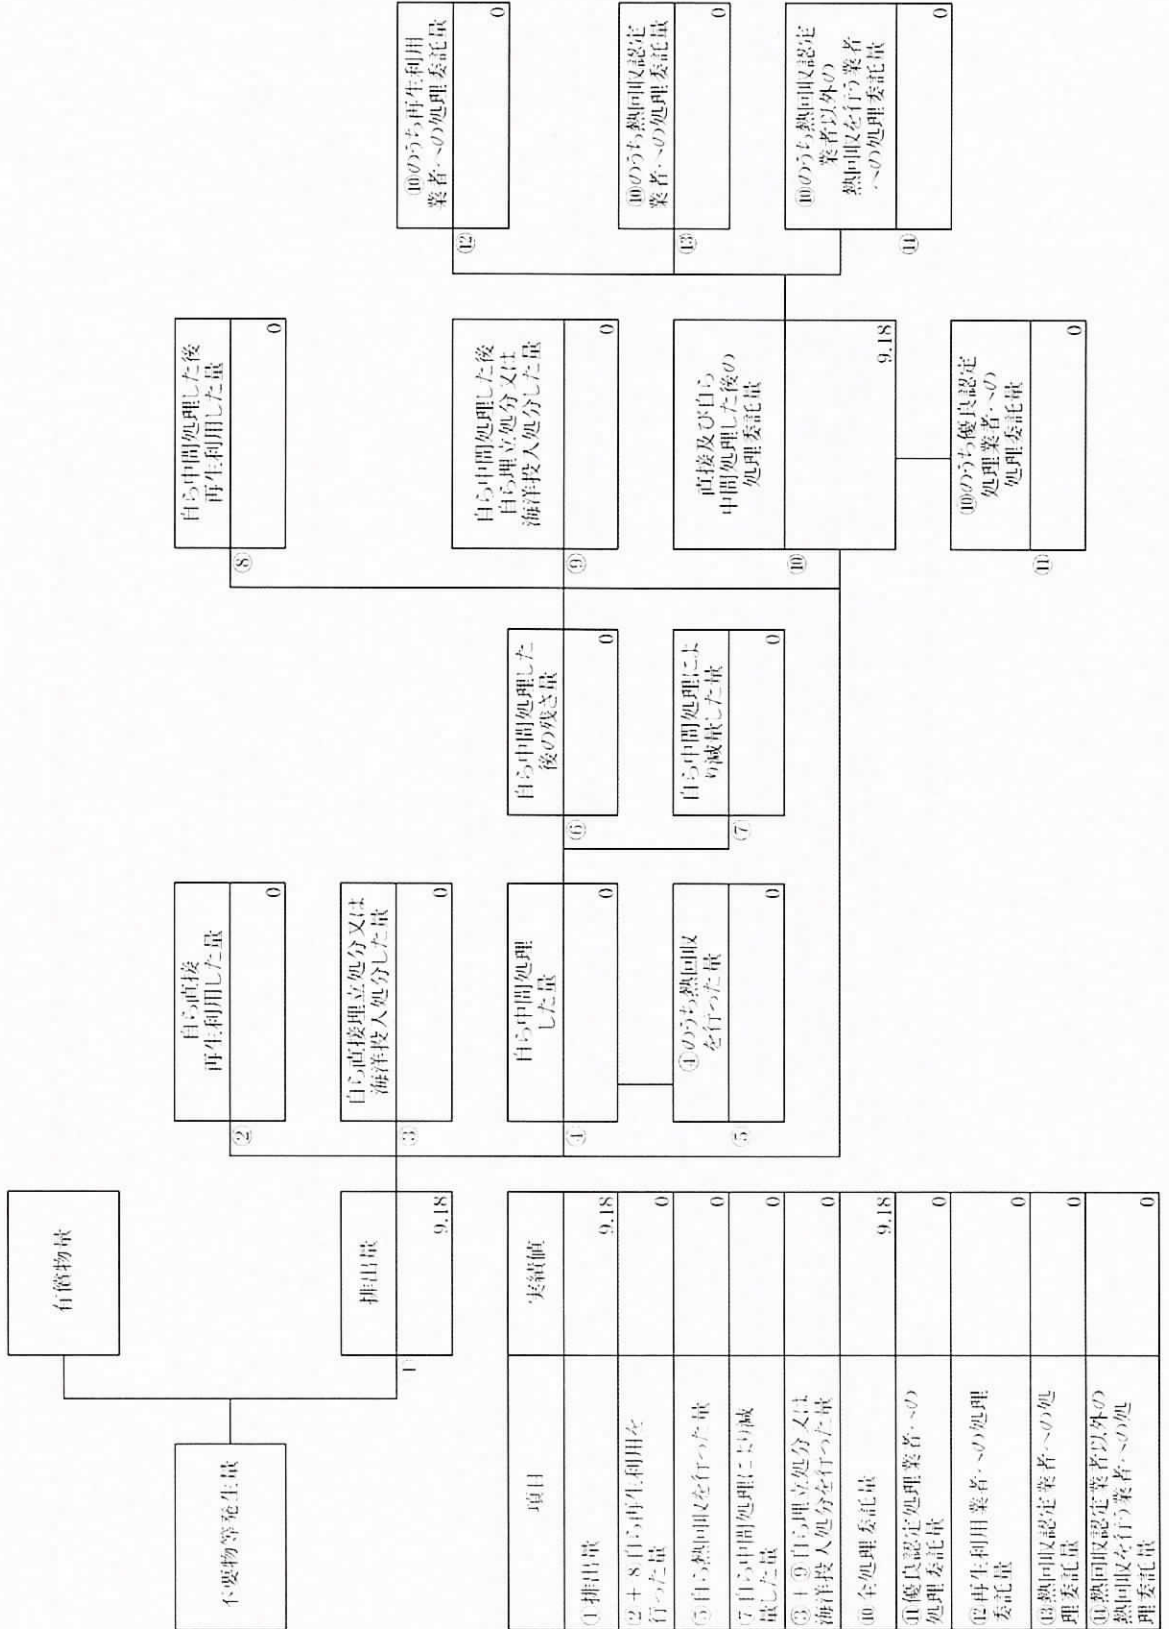 不要物等発生量
有償物量
①
排出量
9.18
②
自ら直接
再生利用した量
0
③
自ら直接埋立処分又は
海洋投入処分した量
0
④
自ら中間処理
した量
0
⑤
④のうち熱回収
を行った量
0
⑥
自ら中間処理した
後の残さ量
0
⑦
自ら中間処理によ
り減量した量
0
⑧
自ら中間処理した後
再生利用した量
0
⑨
自ら中間処理した後
自ら埋立処分又は
海洋投入処分した量
0
⑩
直接及び自ら
中間処理した後の
処理委託量
9.18
⑪
⑩のうち優良認定
処理業者への
処理委託量
0
⑫
⑩のうち再生利用
業者への処理委託量
0
⑬
⑩のうち熱回収認定
業者への処理委託量
0
⑭
⑩のうち熱回収認定
業者以外の
熱回収を行う業者
への処理委託量
0
項目 実績値
①排出量 9.18
②+⑧自ら再生利用を
行った量 0
⑤自ら熱回収を行った量 0
⑦自ら中間処理により減
量した量 0
③+⑨自ら埋立処分又は
海洋投入処分を行った量 0
⑩全処理委託量 9.18
⑪優良認定処理業者への
処理委託量 0
⑫再生利用業者への処理
委託量 0
⑬熱回収認定業者への処
理委託量 0
⑭熱回収認定業者以外の
熱回収を行う業者への処
理委託量 0